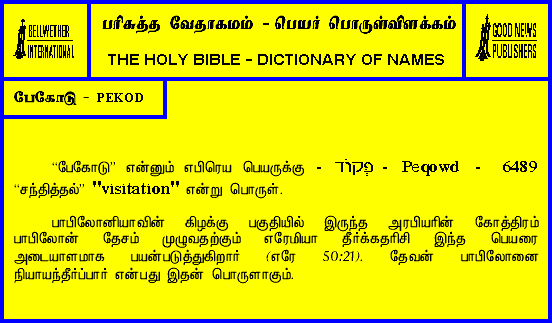 BELLWETHER
INTERNATIONAL
பரிசுத்த வேதாகமம் - பெயர் பொருள்விளக்கம்
THE HOLY BIBLE - DICTIONARY OF NAMES
GOOD NEWS
PUBLISHERS
பேகோடு - PEKOD
“பேகோடு” என்னும் எபிரெய பெயருக்கு - פְּקוֹד - Peqowd - 6489
“சந்தித்தல்” "visitation" என்று பொருள்.
பாபிலோனியாவின் கிழக்கு பகுதியில் இருந்த அரபியரின் கோத்திரம்
பாபிலோன் தேசம் முழுவதற்கும் எரேமியா தீர்க்கதரிசி இந்த பெயரை
அடையாளமாக பயன்படுத்துகிறார் (எரே 50:21). தேவன் பாபிலோனை
நியாயந்தீர்ப்பார் என்பது இதன் பொருளாகும்.